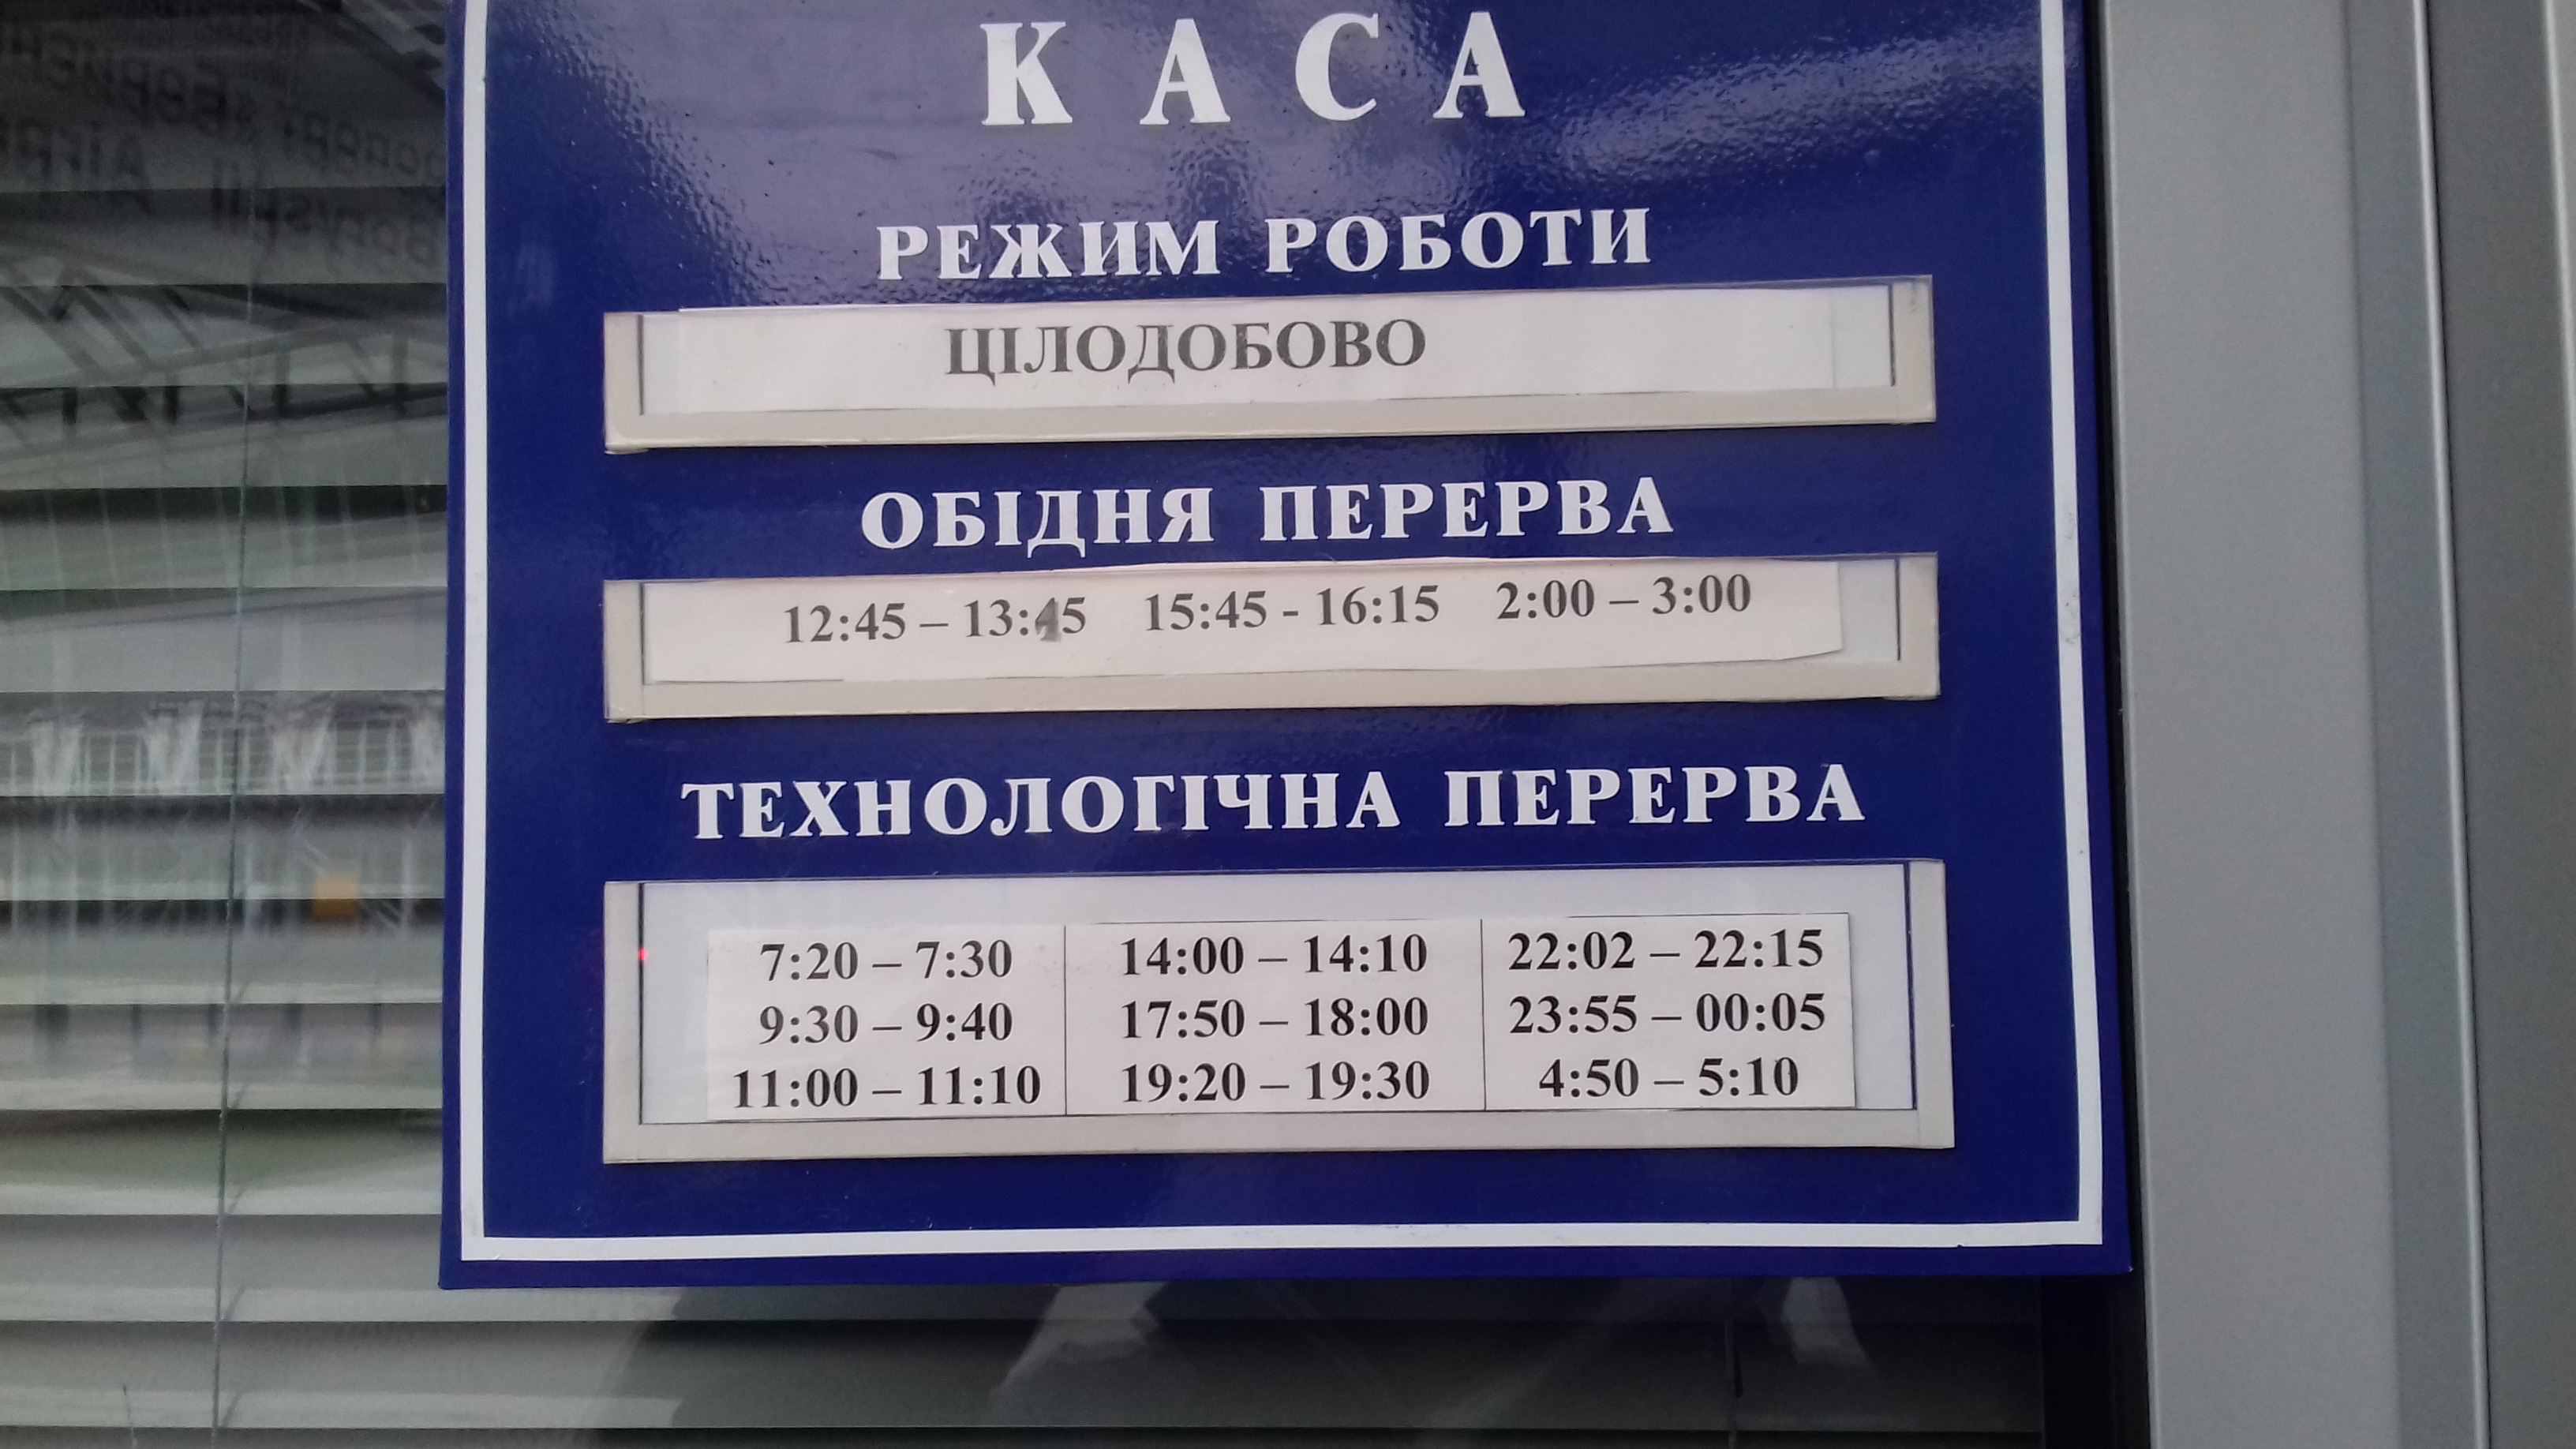 КАСА
РЕЖИМ РОБОТИ
ЦІЛОДОБОВО
ОБІДНЯ ПЕРЕРВА
12:45 – 13:45 15:45 - 16:15 2:00 – 3:00
ТЕХНОЛОГІЧНА ПЕРЕРВА
7:20 – 7:30 14:00 – 14:10 22:02 – 22:15
9:30 – 9:40 17:50 – 18:00 23:55 – 00:05
11:00 – 11:10 19:20 – 19:30 4:50 – 5:10